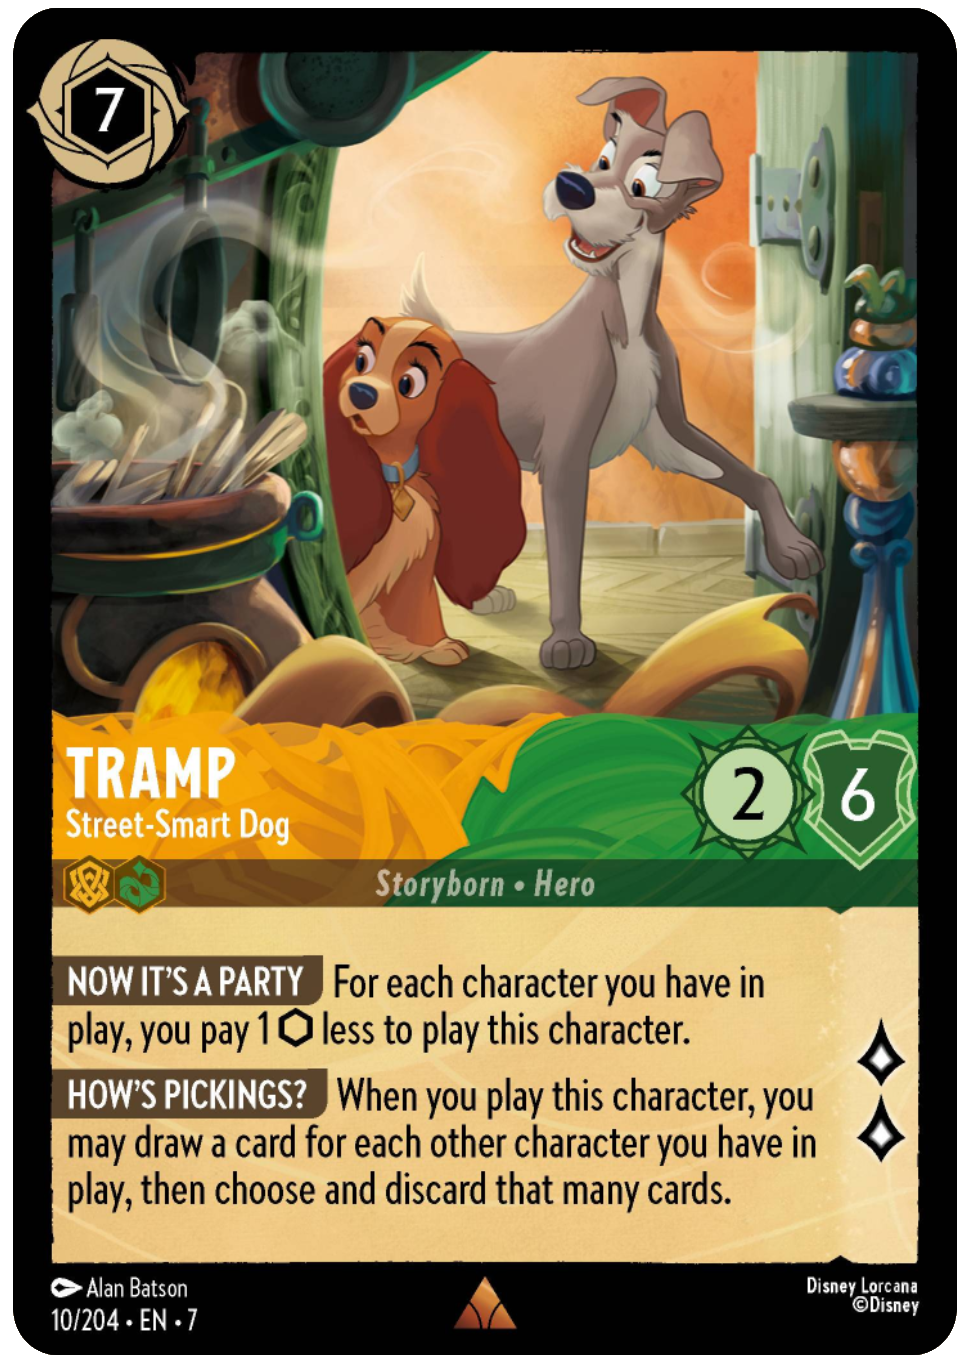 7
TRAMP
Street-Smart Dog
2
6
Storyborn • Hero
NOW IT'S A PARTY For each character you have in
play, you pay 1 ⬡ less to play this character.
HOW'S PICKINGS? When you play this character, you
may draw a card for each other character you have in
play, then choose and discard that many cards.
Alan Batson
10/204 • EN • 7
Disney Lorcana
©Disney